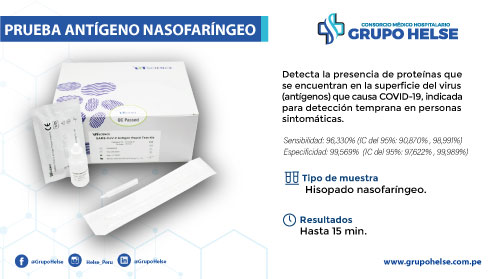 PRUEBA ANTÍGENO NASOFARÍNGEO
CONSORCIO MÉDICO HOSPITALARIO
GRUPO HELSE
Detecta la presencia de proteínas que
se encuentran en la superficie del virus
(antígenos) que causa COVID-19, indicada
para detección temprana en personas
sintomáticas.
Sensibilidad: 96,330% (IC del 95%: 90,870% , 98,991%)
Especificidad: 99,569% (IC del 95%: 97,622% , 99,989%)
Tipo de muestra
Hisopado nasofaríngeo.
Resultados
Hasta 15 min.
CE
@GrupoHelse
Helse_Peru
@GrupoHelse
www.grupohelse.com.pe